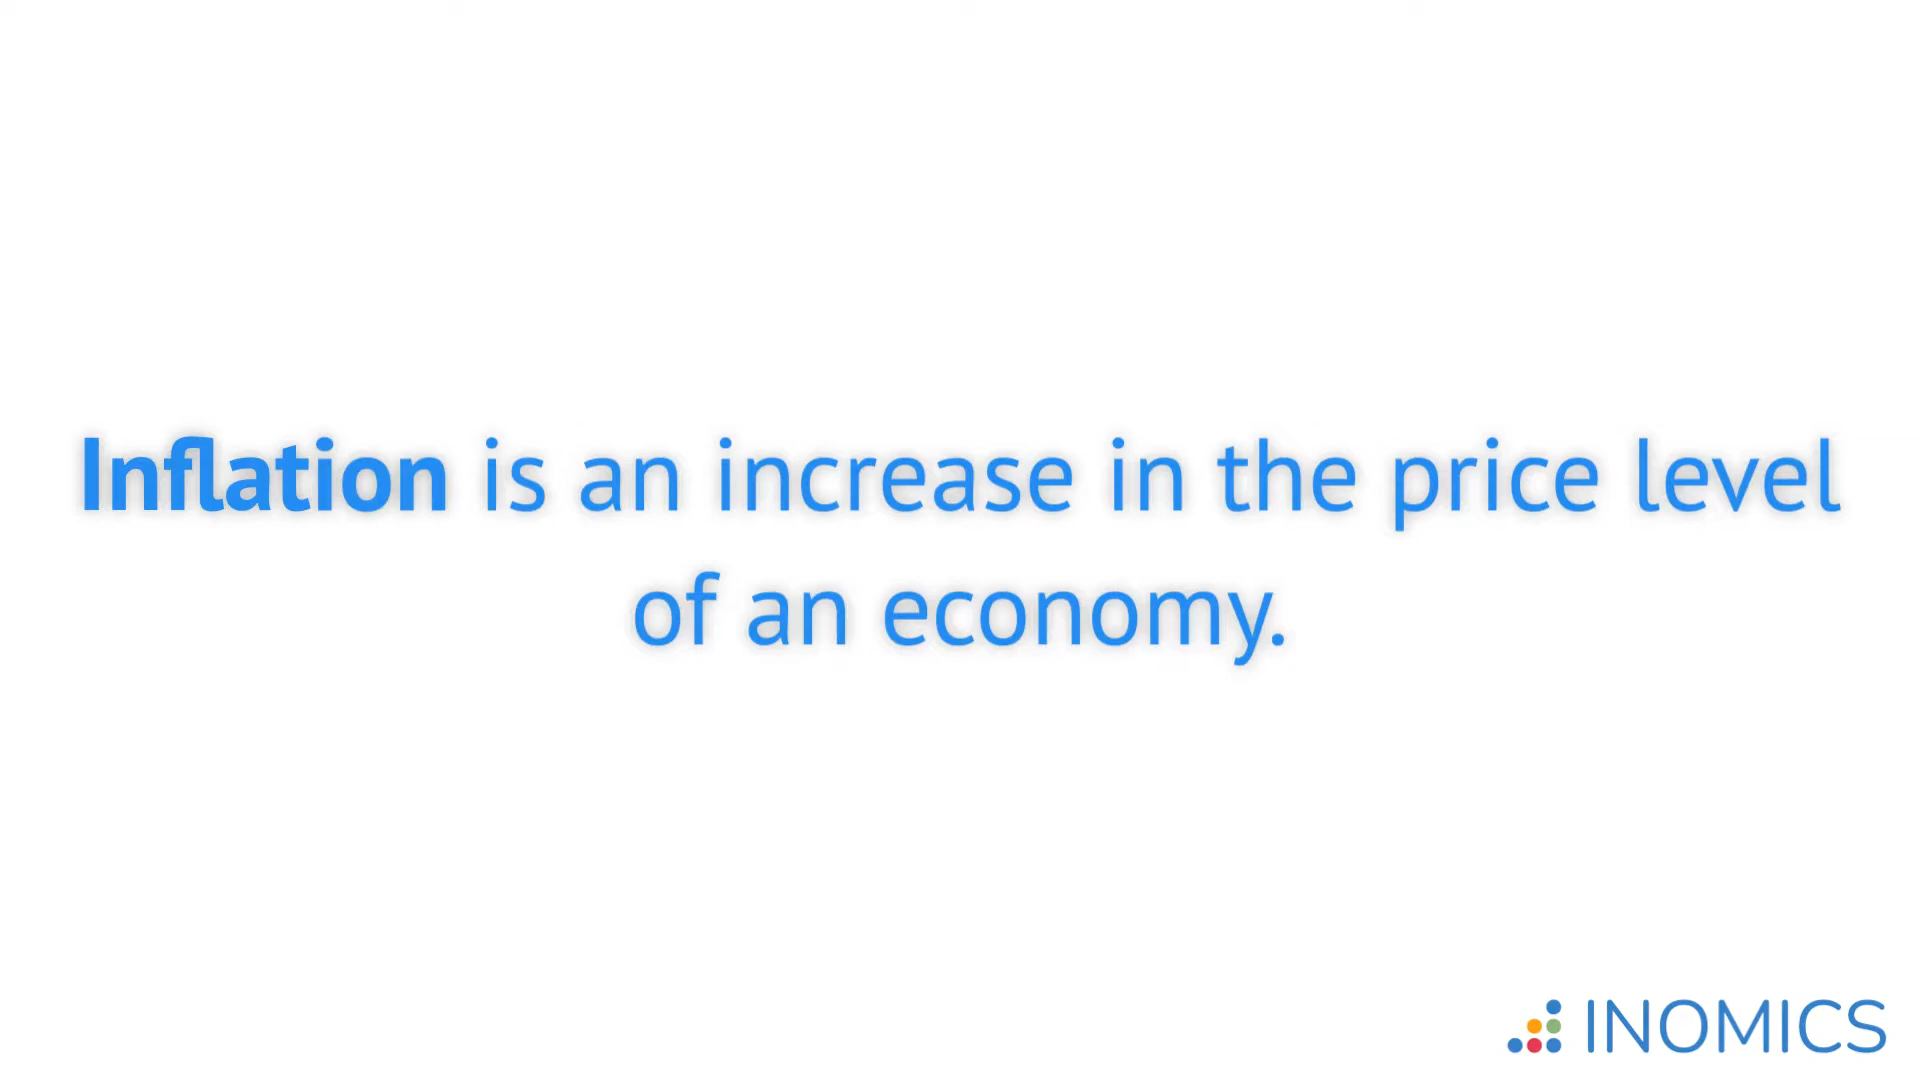 Inflation is an increase in the price level
of an economy.
INOMICS